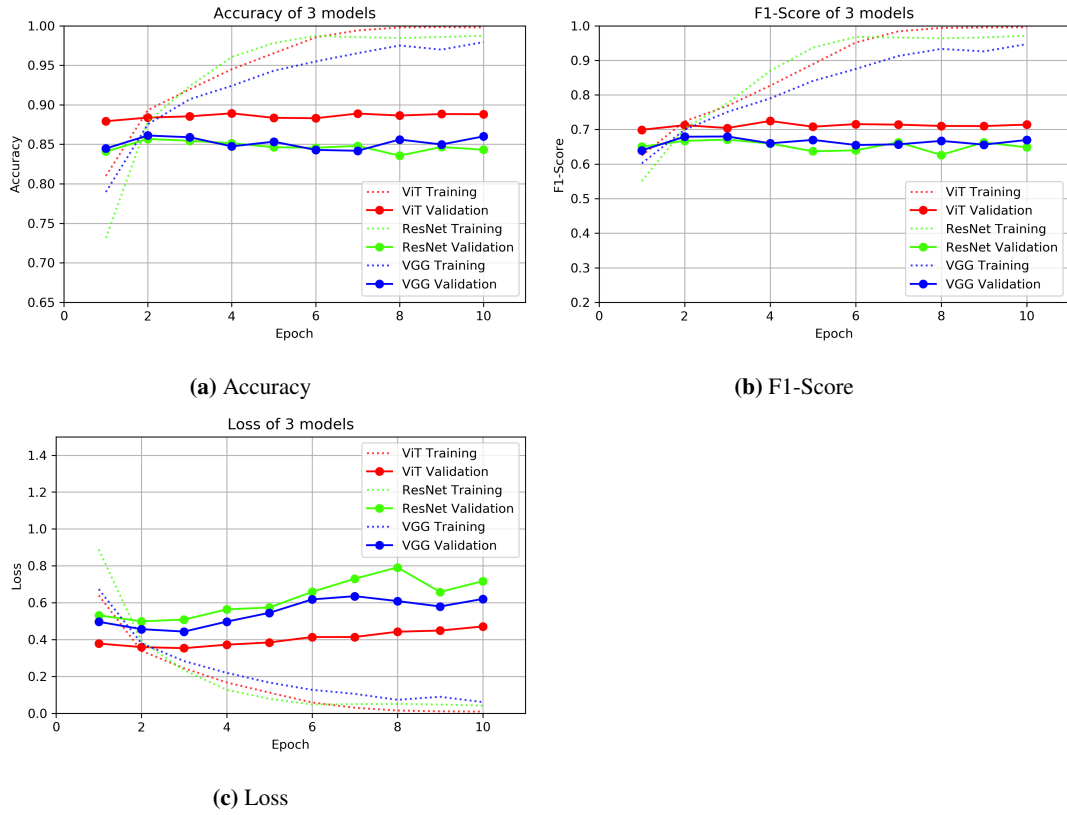 Accuracy of 3 models
1.00
0.95
0.90
0.85
0.80
0.75
0.70
0.65
Accuracy
0 2 4 6 8 10
Epoch
ViT Training
ViT Validation
ResNet Training
ResNet Validation
VGG Training
VGG Validation
(a) Accuracy
F1-Score of 3 models
1.0
0.9
0.8
0.7
0.6
0.5
0.4
0.3
0.2
F1-Score
0 2 4 6 8 10
Epoch
ViT Training
ViT Validation
ResNet Training
ResNet Validation
VGG Training
VGG Validation
(b) F1-Score
Loss of 3 models
1.4
1.2
1.0
0.8
0.6
0.4
0.2
0.0
Loss
0 2 4 6 8 10
Epoch
ViT Training
ViT Validation
ResNet Training
ResNet Validation
VGG Training
VGG Validation
(c) Loss